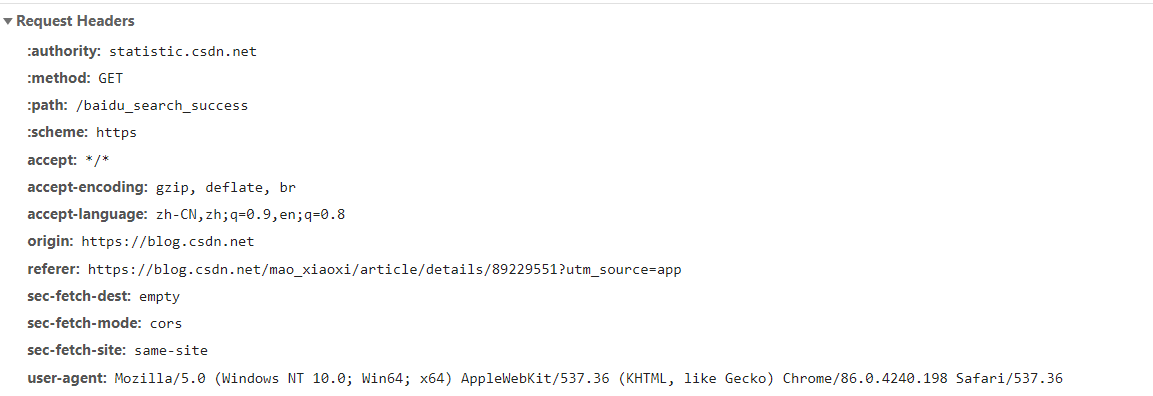 Request Headers
:authority: statistic.csdn.net
:method: GET
:path: /baidu_search_success
:scheme: https
accept: */*
accept-encoding: gzip, deflate, br
accept-language: zh-CN,zh;q=0.9,en;q=0.8
origin: https://blog.csdn.net
referer: https://blog.csdn.net/mao_xiaoxi/article/details/89229551?utm_source=app
sec-fetch-dest: empty
sec-fetch-mode: cors
sec-fetch-site: same-site
user-agent: Mozilla/5.0 (Windows NT 10.0; Win64; x64) AppleWebKit/537.36 (KHTML, like Gecko) Chrome/86.0.4240.198 Safari/537.36